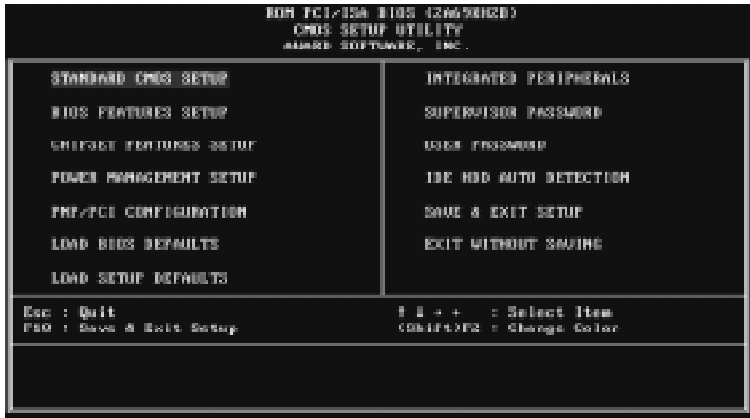 ROM PCI/ISA BIOS
CMOS SETUP UTILITY
AWARD SOFTWARE, INC.
STANDARD CMOS SETUP
BIOS FEATURES SETUP
CHIPSET FEATURES SETUP
POWER MANAGEMENT SETUP
PNP/PCI CONFIGURATION
LOAD BIOS DEFAULTS
LOAD SETUP DEFAULTS
INTEGRATED PERIPHERALS
SUPERVISOR PASSWORD
USER PASSWORD
IDE HDD AUTO DETECTION
SAVE & EXIT SETUP
EXIT WITHOUT SAVING
Esc : Quit
F10 : Save & Exit Setup
↑ ↓ → ← : Select Item
(Shift)F2 : Change Color